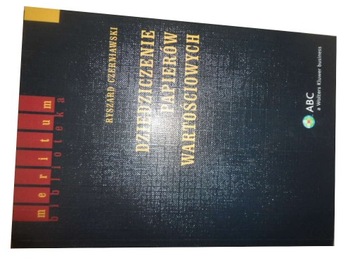 meritum
biblioteka
RYSZARD CZERNIAWSKI
DZIEDZICZENIE
PAPIERÓW
WARTOŚCIOWYCH
ABC
a Wolters Kluwer business